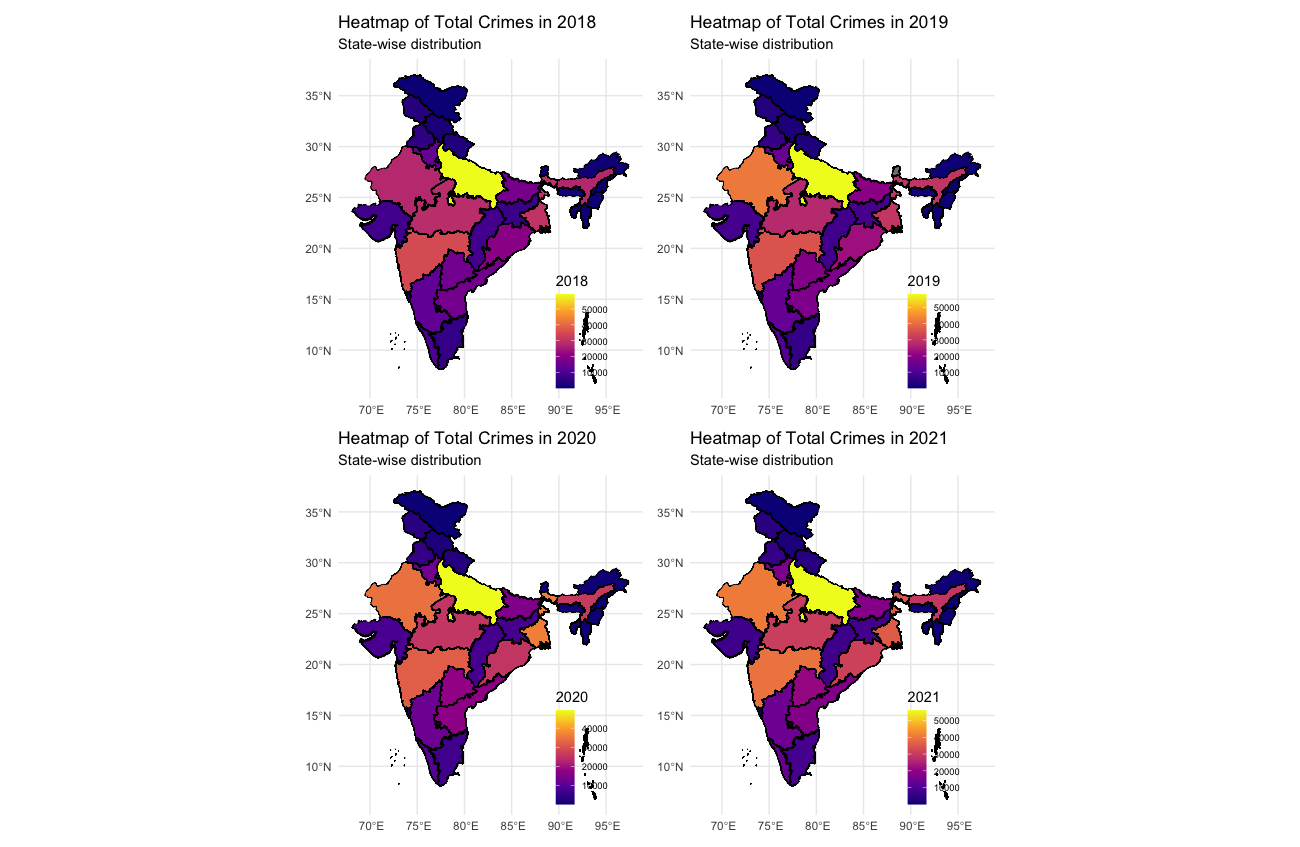 Heatmap of Total Crimes in 2018
State-wise distribution
35°N
30°N
25°N
20°N
15°N
10°N
70°E
75°E
80°E
85°E
90°E
95°E
2018
50000
40000
30000
20000
10000
Heatmap of Total Crimes in 2019
State-wise distribution
35°N
30°N
25°N
20°N
15°N
10°N
70°E
75°E
80°E
85°E
90°E
95°E
2019
50000
40000
30000
20000
10000
Heatmap of Total Crimes in 2020
State-wise distribution
35°N
30°N
25°N
20°N
15°N
10°N
70°E
75°E
80°E
85°E
90°E
95°E
2020
40000
30000
20000
10000
Heatmap of Total Crimes in 2021
State-wise distribution
35°N
30°N
25°N
20°N
15°N
10°N
70°E
75°E
80°E
85°E
90°E
95°E
2021
50000
40000
30000
20000
10000